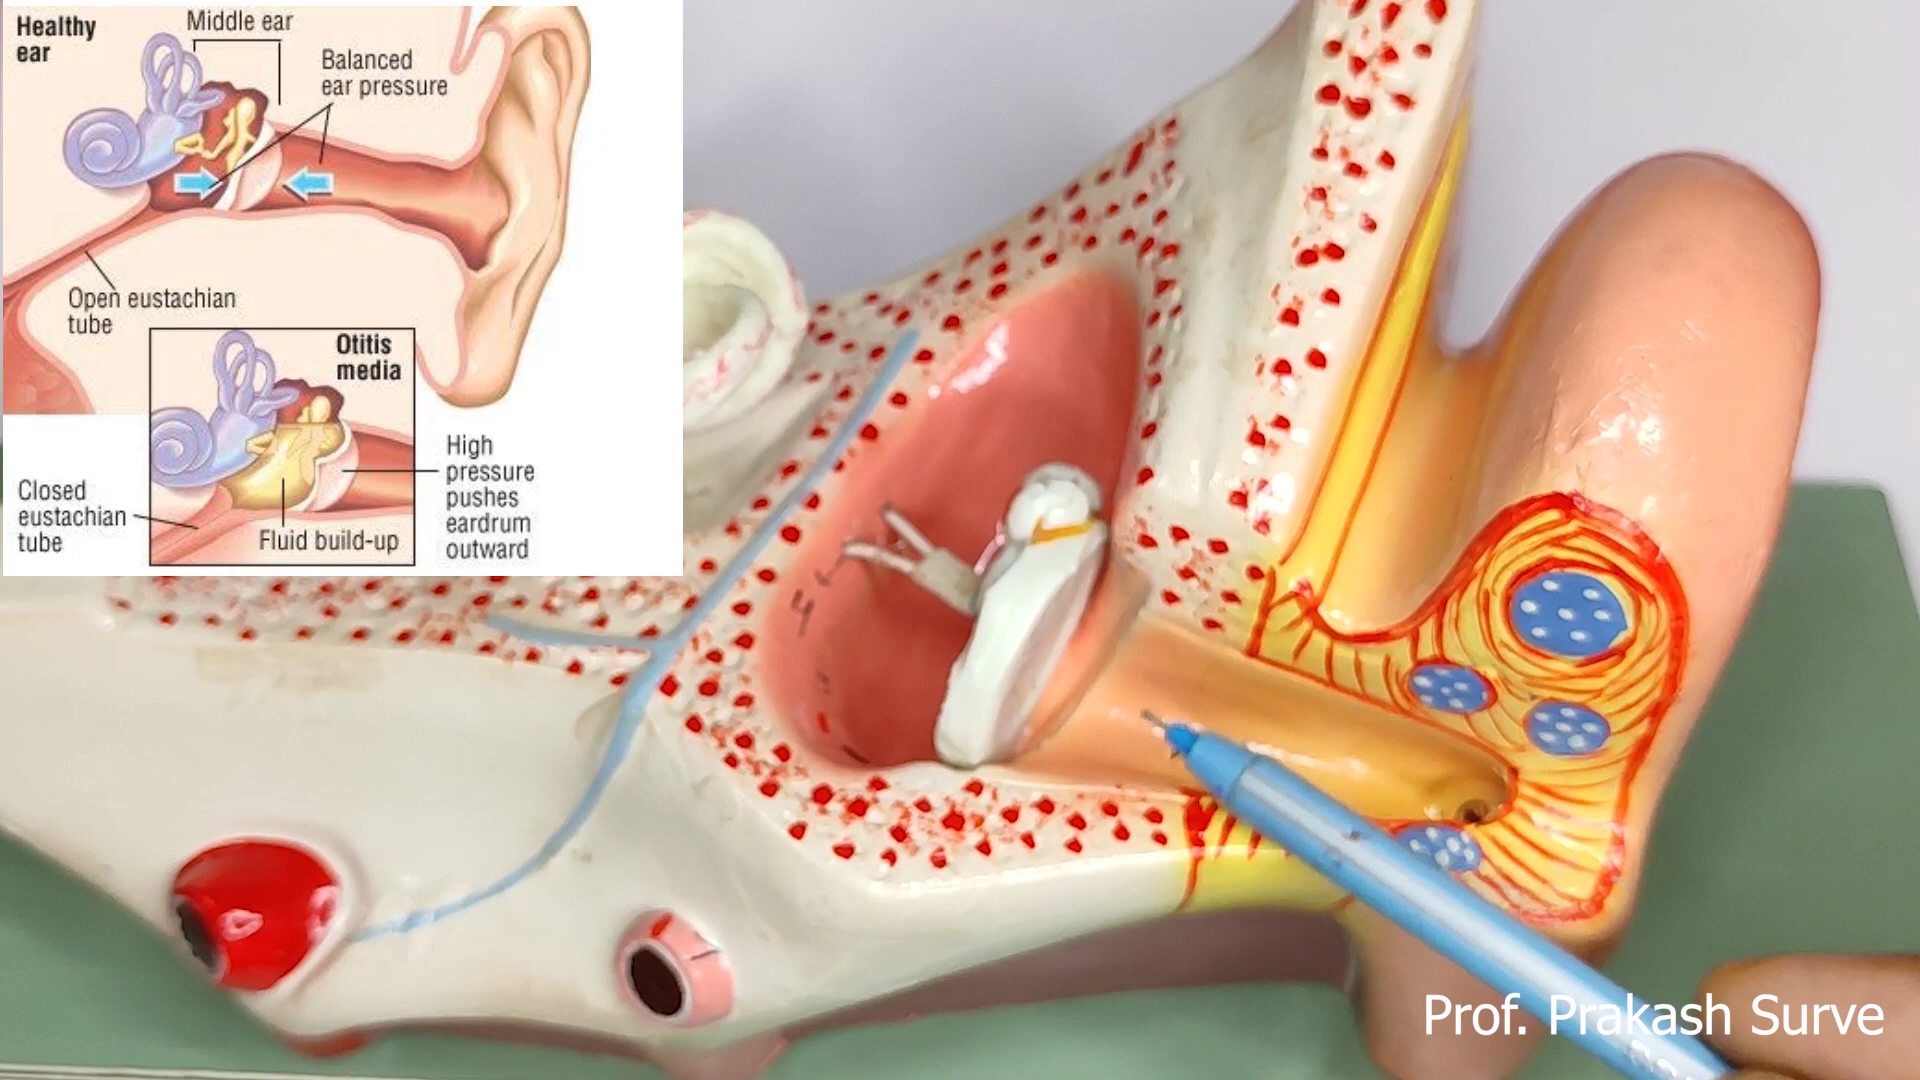 Healthy
ear
Middle ear
Balanced
ear pressure
Open eustachian
tube
Otitis
media
Closed
eustachian
tube
Fluid build-up
High
pressure
pushes
eardrum
outward
Prof. Prakash Surve